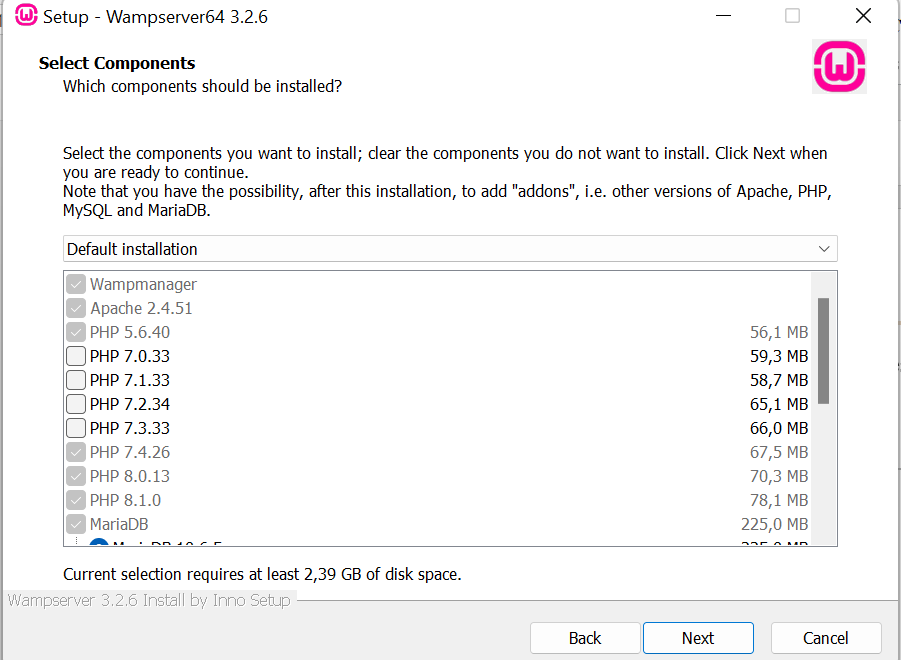 Setup - Wampserver64 3.2.6
Select Components
Which components should be installed?
Select the components you want to install; clear the components you do not want to install. Click Next when
you are ready to continue.
Note that you have the possibility, after this installation, to add "addons", i.e. other versions of Apache, PHP,
MySQL and MariaDB.
Default installation
Wampmanager
Apache 2.4.51
PHP 5.6.40 56,1 MB
PHP 7.0.33 59,3 MB
PHP 7.1.33 58,7 MB
PHP 7.2.34 65,1 MB
PHP 7.3.33 66,0 MB
PHP 7.4.26 67,5 MB
PHP 8.0.13 70,3 MB
PHP 8.1.0 78,1 MB
MariaDB 225,0 MB
Current selection requires at least 2,39 GB of disk space.
Wampserver 3.2.6 Install by Inno Setup
Back Next Cancel